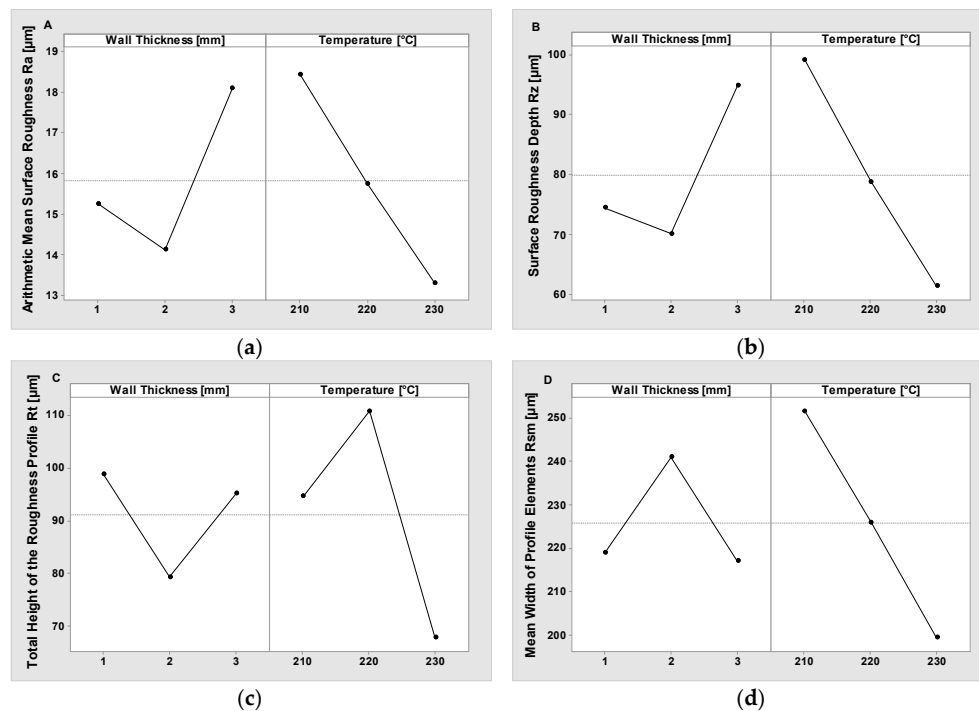 A
Wall Thickness [mm] Temperature [°C]
Arithmetic Mean Surface Roughness Ra [µm]
19
18
17
16
15
14
13
1 2 3 210 220 230
(a)
B
Wall Thickness [mm] Temperature [°C]
Surface Roughness Depth Rz [µm]
100
90
80
70
60
1 2 3 210 220 230
(b)
C
Wall Thickness [mm] Temperature [°C]
Total Height of the Roughness Profile Rt [µm]
110
100
90
80
70
1 2 3 210 220 230
(c)
D
Wall Thickness [mm] Temperature [°C]
Mean Width of Profile Elements Rsm [µm]
250
240
230
220
210
200
1 2 3 210 220 230
(d)